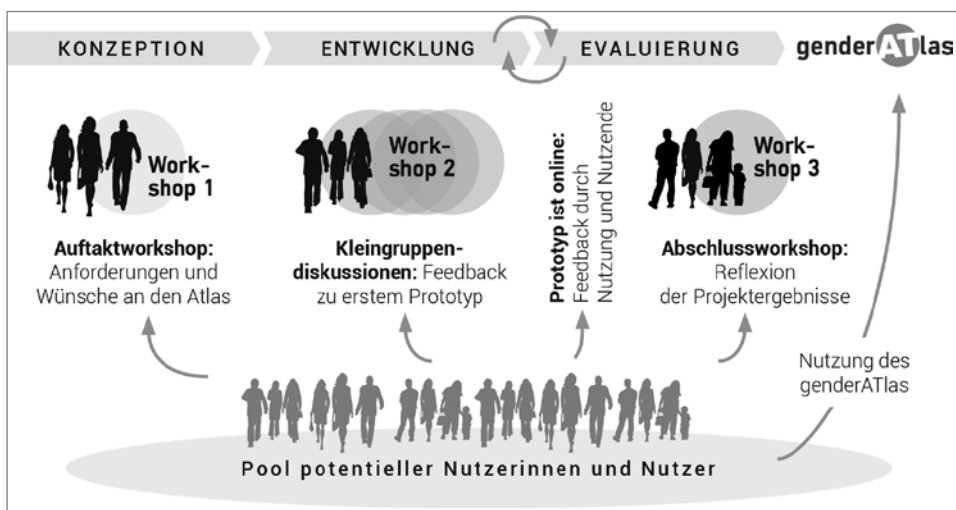 KONZEPTION
ENTWICKLUNG
EVALUIERUNG
genderATlas
Work-
shop 1
Auftaktworkshop:
Anforderungen und
Wünsche an den Atlas
Work-
shop 2
Kleingruppen-
diskussionen: Feedback
zu erstem Prototyp
Prototyp ist online:
Feedback durch
Nutzung und Nutzende
Work-
shop 3
Abschlussworkshop:
Reflexion
der Projektergebnisse
Nutzung des
genderATlas
Pool potentieller Nutzerinnen und Nutzer